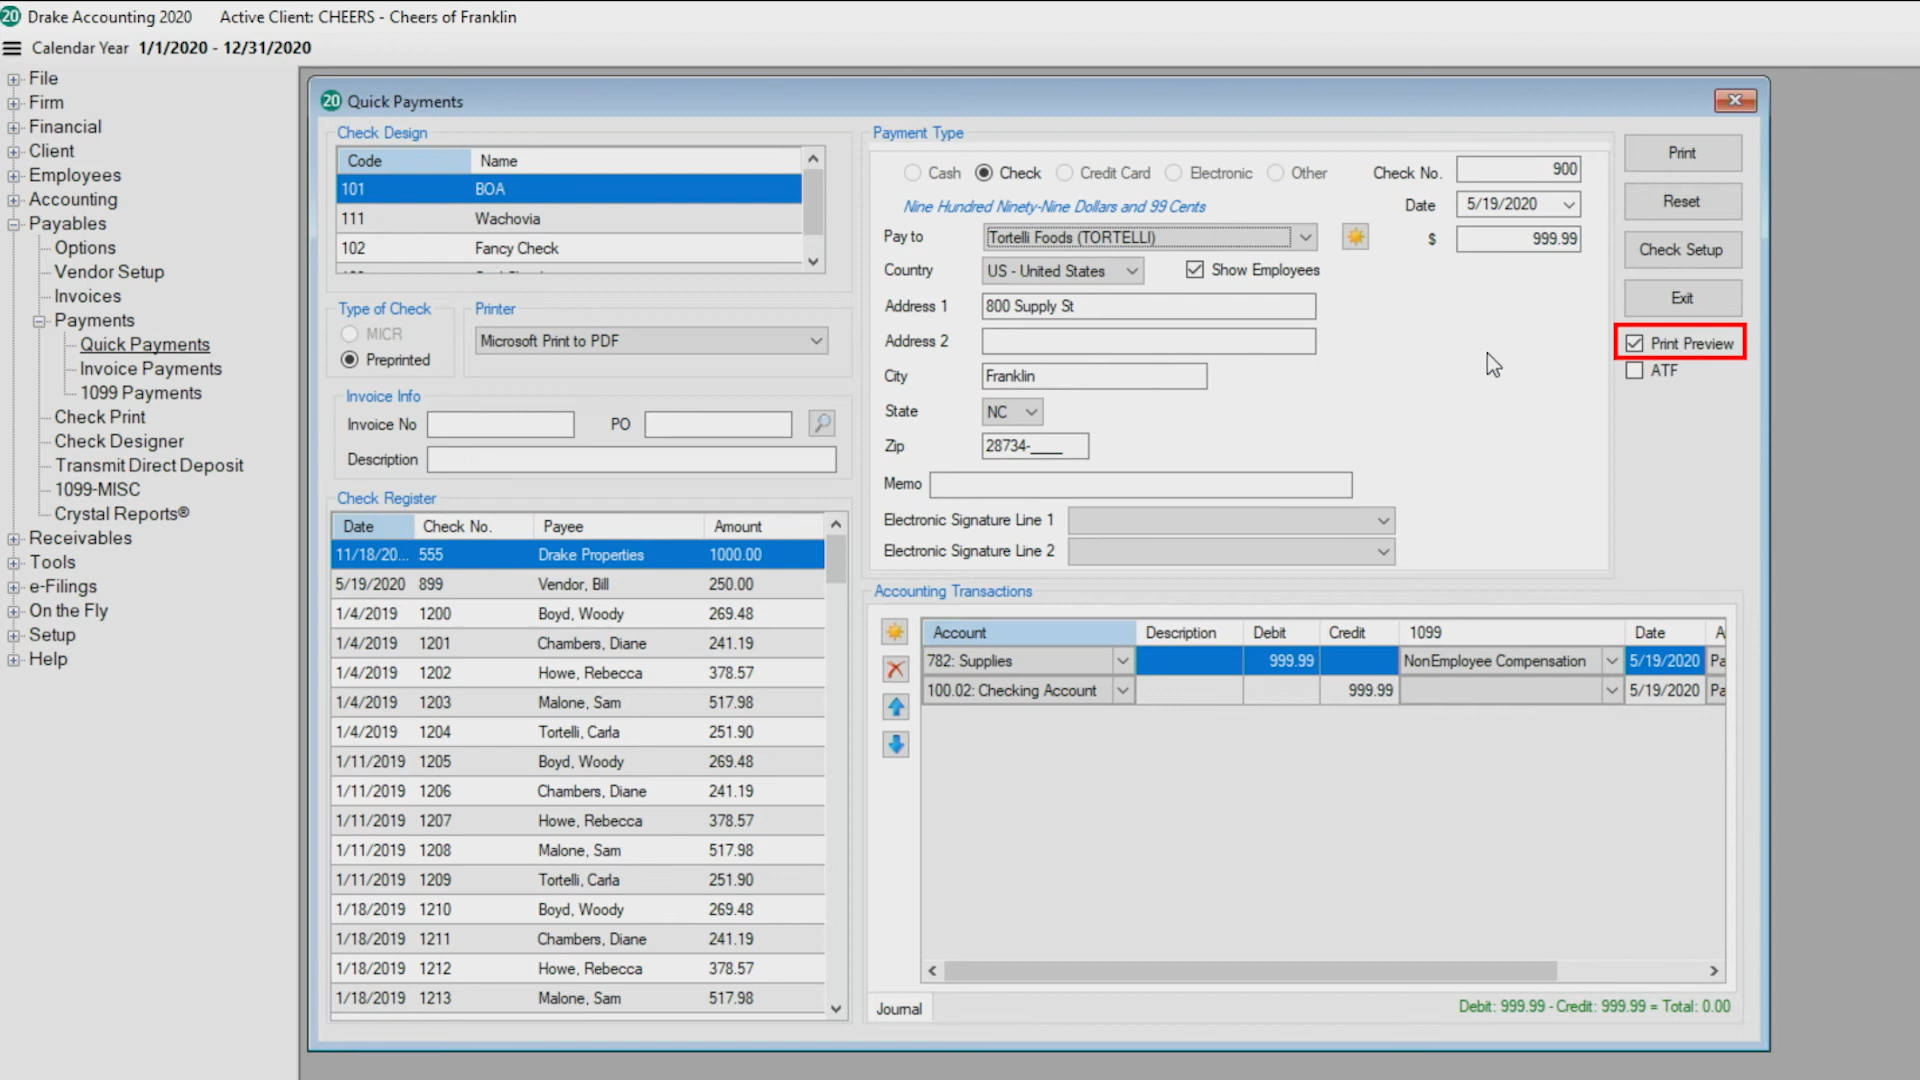 20 Drake Accounting 2020 Active Client: CHEERS - Cheers of Franklin
Calendar Year 1/1/2020 - 12/31/2020
File
Firm
Financial
Client
Employees
Accounting
Payables
Options
Vendor Setup
Invoices
Payments
Quick Payments
Invoice Payments
1099 Payments
Check Print
Check Designer
Transmit Direct Deposit
1099-MISC
Crystal Reports®
Receivables
Tools
e-Filings
On the Fly
Setup
Help
20 Quick Payments
Check Design
Code Name
101 BOA
111 Wachovia
102 Fancy Check
Type of Check
MICR
Preprinted
Printer
Microsoft Print to PDF
Invoice Info
Invoice No PO
Description
Check Register
Date Check No. Payee Amount
11/18/20... 555 Drake Properties 1000.00
5/19/2020 899 Vendor, Bill 250.00
1/4/2019 1200 Boyd, Woody 269.48
1/4/2019 1201 Chambers, Diane 241.19
1/4/2019 1202 Howe, Rebecca 378.57
1/4/2019 1203 Malone, Sam 517.98
1/4/2019 1204 Tortelli, Carla 251.90
1/11/2019 1205 Boyd, Woody 269.48
1/11/2019 1206 Chambers, Diane 241.19
1/11/2019 1207 Howe, Rebecca 378.57
1/11/2019 1208 Malone, Sam 517.98
1/11/2019 1209 Tortelli, Carla 251.90
1/18/2019 1210 Boyd, Woody 269.48
1/18/2019 1211 Chambers, Diane 241.19
1/18/2019 1212 Howe, Rebecca 378.57
1/18/2019 1213 Malone, Sam 517.98
Payment Type
Cash Check Credit Card Electronic Other Check No. 900
Nine Hundred Ninety-Nine Dollars and 99 Cents Date 5/19/2020
Pay to Tortelli Foods (TORTELLI) $ 999.99
Country US - United States Show Employees
Address 1 800 Supply St
Address 2
City Franklin
State NC
Zip 28734-____
Memo
Electronic Signature Line 1
Electronic Signature Line 2
Print
Reset
Check Setup
Exit
Print Preview
ATF
Accounting Transactions
Account Description Debit Credit 1099 Date A
782: Supplies 999.99 NonEmployee Compensation 5/19/2020 Pa
100.02: Checking Account 999.99 5/19/2020 Pa
Journal
Debit: 999.99 - Credit: 999.99 = Total: 0.00